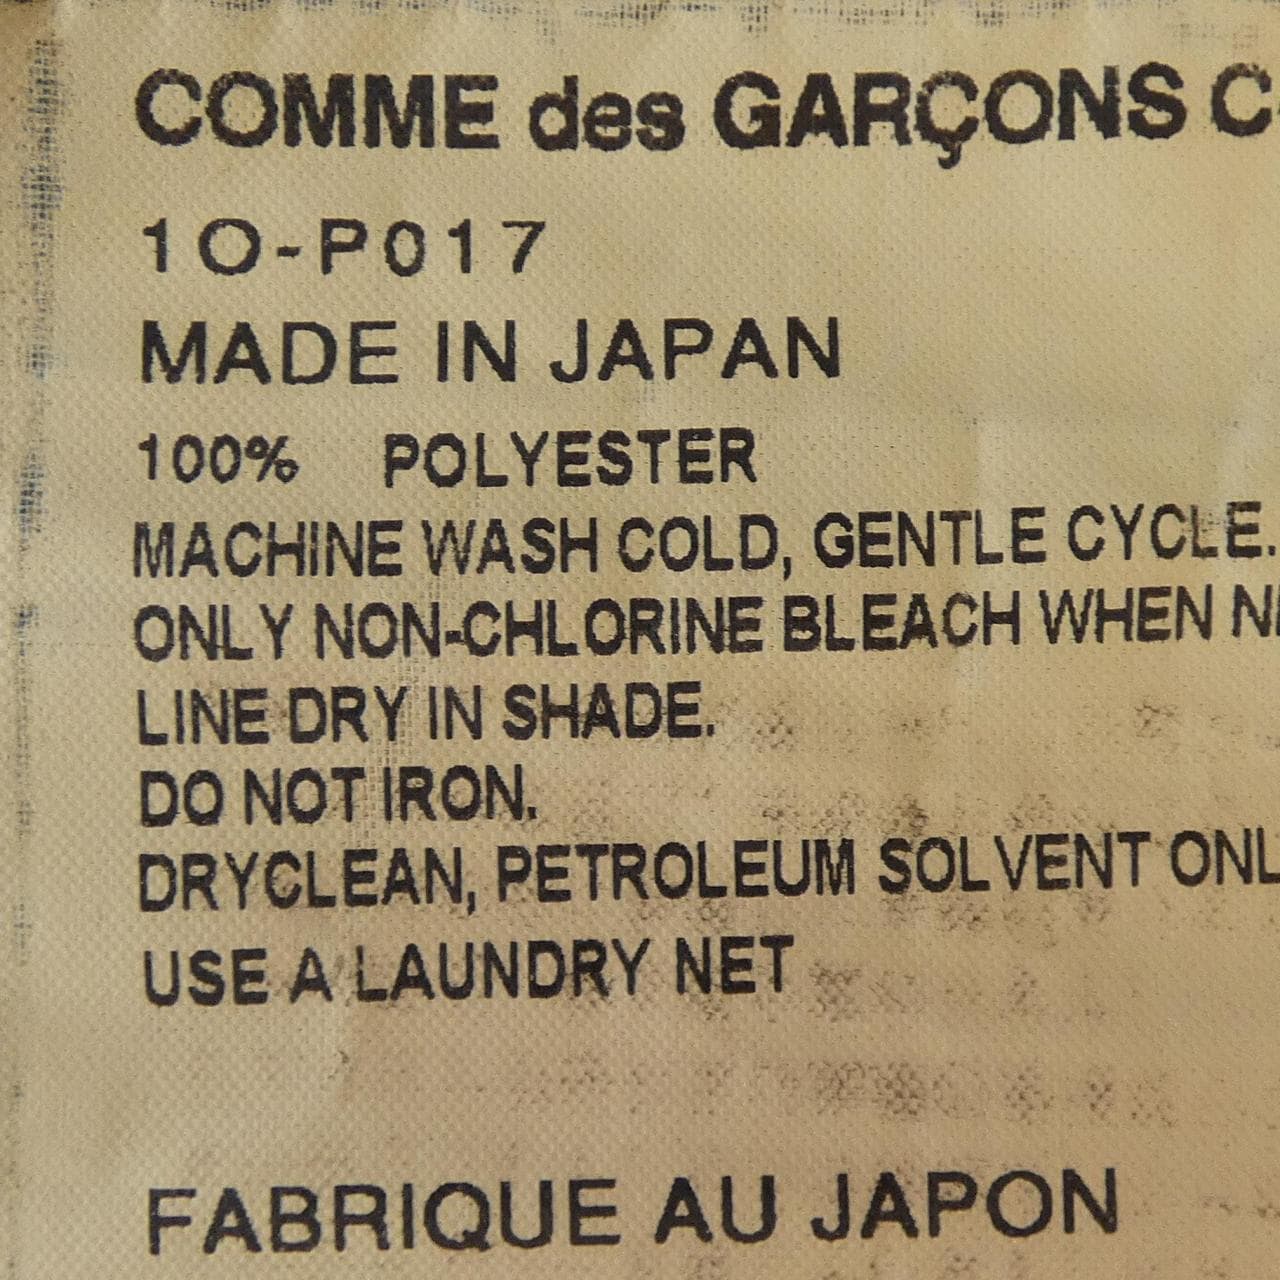 COMME des GARÇONS C
1O-P017
MADE IN JAPAN
100% POLYESTER
MACHINE WASH COLD, GENTLE CYCLE.
ONLY NON-CHLORINE BLEACH WHEN
LINE DRY IN SHADE.
DO NOT IRON.
DRYCLEAN, PETROLEUM SOLVENT ONL
USE A LAUNDRY NET
FABRIQUE AU JAPON